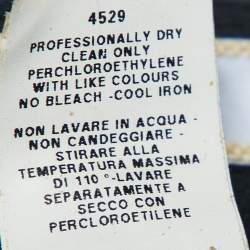 4529
PROFESSIONALLY DRY
CLEAN ONLY
PERCHLOROETHYLENE
WITH LIKE COLOURS
NO BLEACH -COOL IRON
NON LAVARE IN ACQUA -
NON CANDEGGIARE -
STIRARE ALLA
TEMPERATURA MASSIMA
DI 110 °-LAVARE
SEPARATAMENTE A
SECCO CON
PERCLOROETILENE